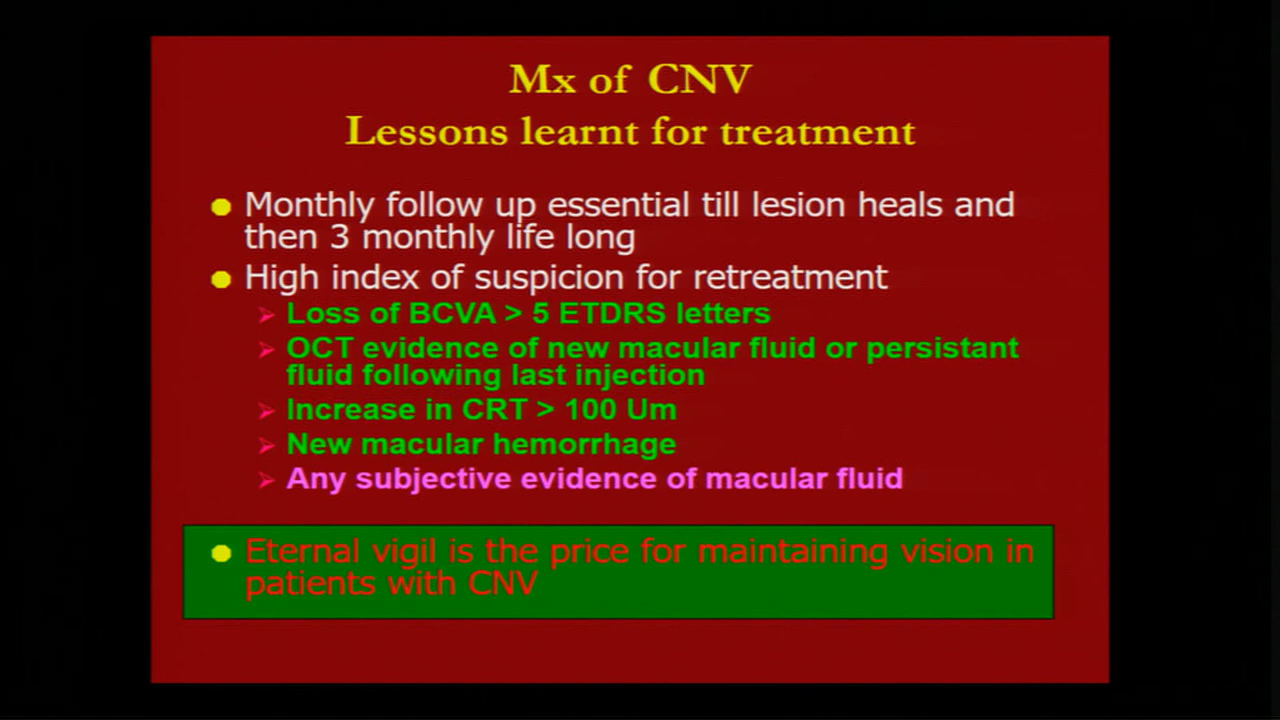 Mx of CNV
Lessons learnt for treatment
Monthly follow up essential till lesion heals and
then 3 monthly life long
High index of suspicion for retreatment
Loss of BCVA > 5 ETDRS letters
OCT evidence of new macular fluid or persistant
fluid following last injection
Increase in CRT > 100 Um
New macular hemorrhage
Any subjective evidence of macular fluid
Eternal vigil is the price for maintaining vision in
patients with CNV